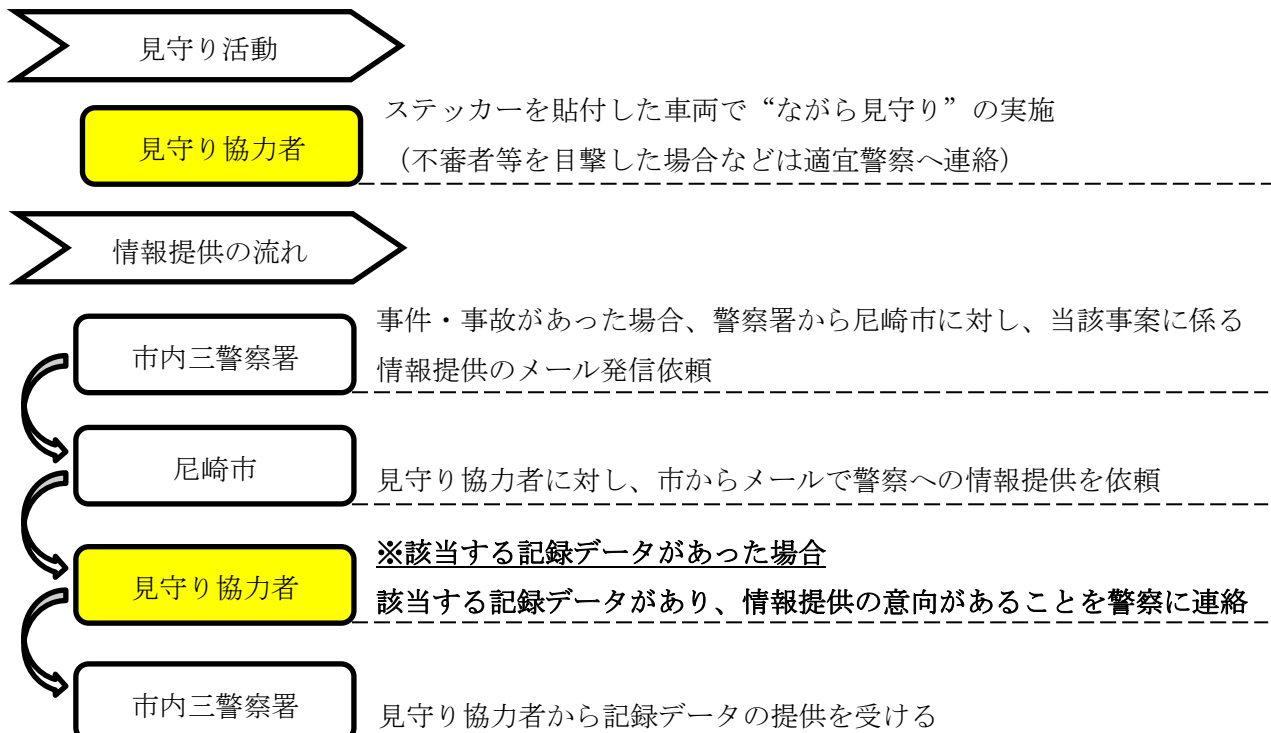 見守り活動
ステッカーを貼付した車両で“ながら見守り”の実施
見守り協力者
（不審者等を目撃した場合などは適宜警察へ連絡）
情報提供の流れ
事件・事故があった場合、警察署から尼崎市に対し、当該事案に係る
市内三警察署
情報提供のメール発信依頼
尼崎市
見守り協力者に対し、市からメールで警察への情報提供を依頼
※該当する記録データがあった場合
見守り協力者
該当する記録データがあり、情報提供の意向があることを警察に連絡
市内三警察署
見守り協力者から記録データの提供を受ける